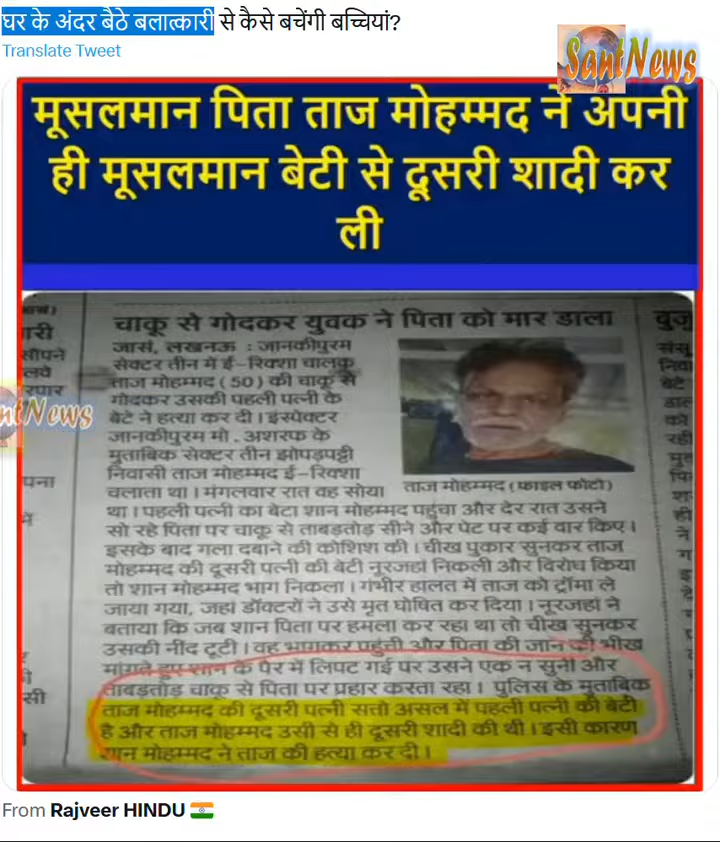 घर के अंदर बैठे बलात्कारी से कैसे बचेंगी बच्चियां?
Translate Tweet
Sant News
मूसलमान पिता ताज मोहम्मद ने अपनी
ही मूसलमान बेटी से दूसरी शादी कर
ली
चाकू से गोदकर युवक ने पिता को मार डाला
जासं, लखनऊ : जानकीपुरम
सेक्टर तीन में ई-रिक्शा चालक
ताज मोहम्मद (50) की चाकू से
गोदकर उसकी पहली पत्नी के
बेटे ने हत्या कर दी। इंस्पेक्टर
जानकीपुरम मो. अशरफ के
मुताबिक सेक्टर तीन झोपड़पट्टी
निवासी ताज मोहम्मद ई-रिक्शा
चलाता था। मंगलवार रात वह सोया
ताज मोहम्मद (फाइल फोटो)
था। पहली पत्नी का बेटा शान मोहम्मद पहुंचा और देर रात उसने
सो रहे पिता पर चाकू से ताबड़तोड़ सीने और पेट पर कई वार किए।
इसके बाद गला दबाने की कोशिश की। चीख पुकार सुनकर ताज
मोहम्मद की दूसरी पत्नी की बेटी नूरजहां निकली और विरोध किया
तो शान मोहम्मद भाग निकला। गंभीर हालत में ताज को ट्रॉमा ले
जाया गया, जहां डॉक्टरों ने उसे मृत घोषित कर दिया। नूरजहां ने
बताया कि जब शान पिता पर हमला कर रहा था तो चीख सुनकर
उसकी नींद टूटी। वह भागकर पहुंची और पिता की जान की भीख
मांगते हुए शान के पैर में लिपट गई पर उसने एक न सुनी और
ताबड़तोड़ चाकू से पिता पर प्रहार करता रहा। पुलिस के मुताबिक
ताज मोहम्मद की दूसरी पत्नी सतो असल में पहली पत्नी की बेटी
है और ताज मोहम्मद उसी से ही दूसरी शादी की थी। इसी कारण
शान मोहम्मद ने ताज की हत्या कर दी।
nt News
From Rajveer HINDU